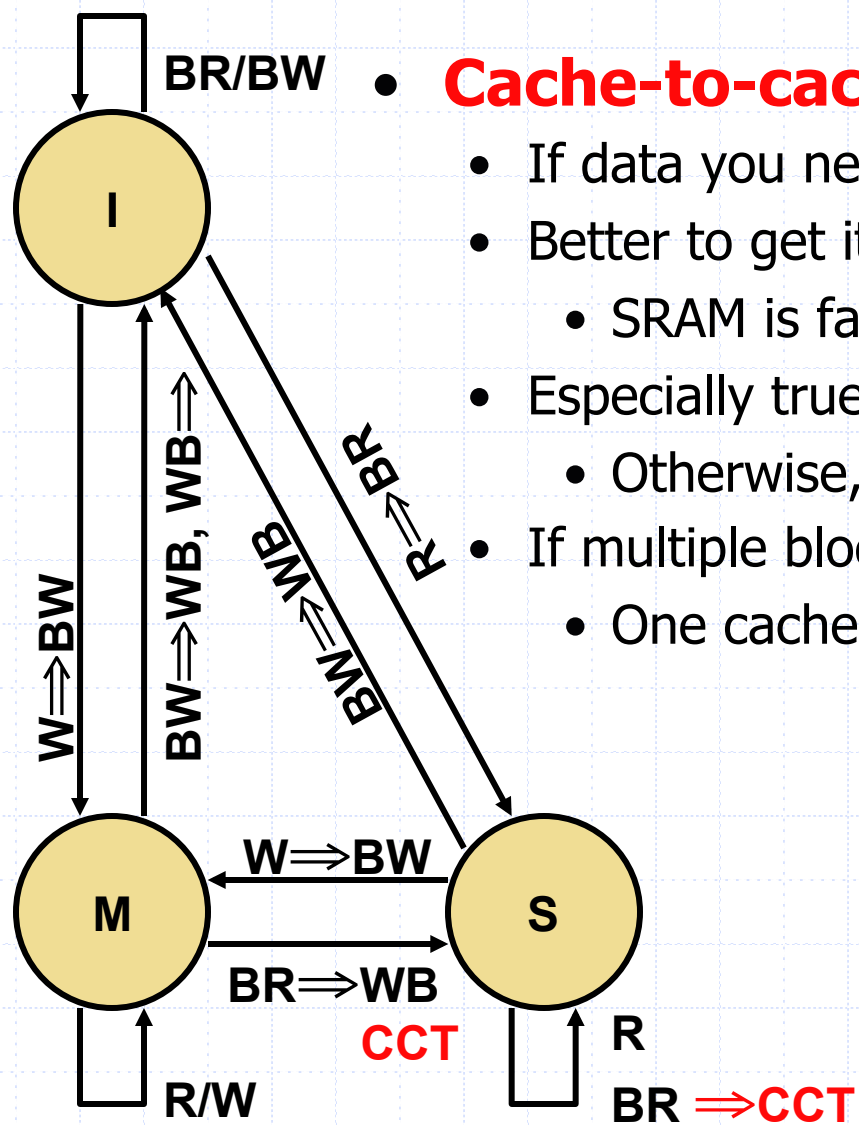 BR/BW
I
• Cache-to-cac
• If data you ne
• Better to get it
• SRAM is fa
• Especially true
• Otherwise,
• If multiple bloc
• One cache
W⇒BW
BW⇒WB, WB⇒
BW⇒WB
R⇒BR
W⇒BW
M
S
BR⇒WB
CCT
R
R/W
BR ⇒CCT